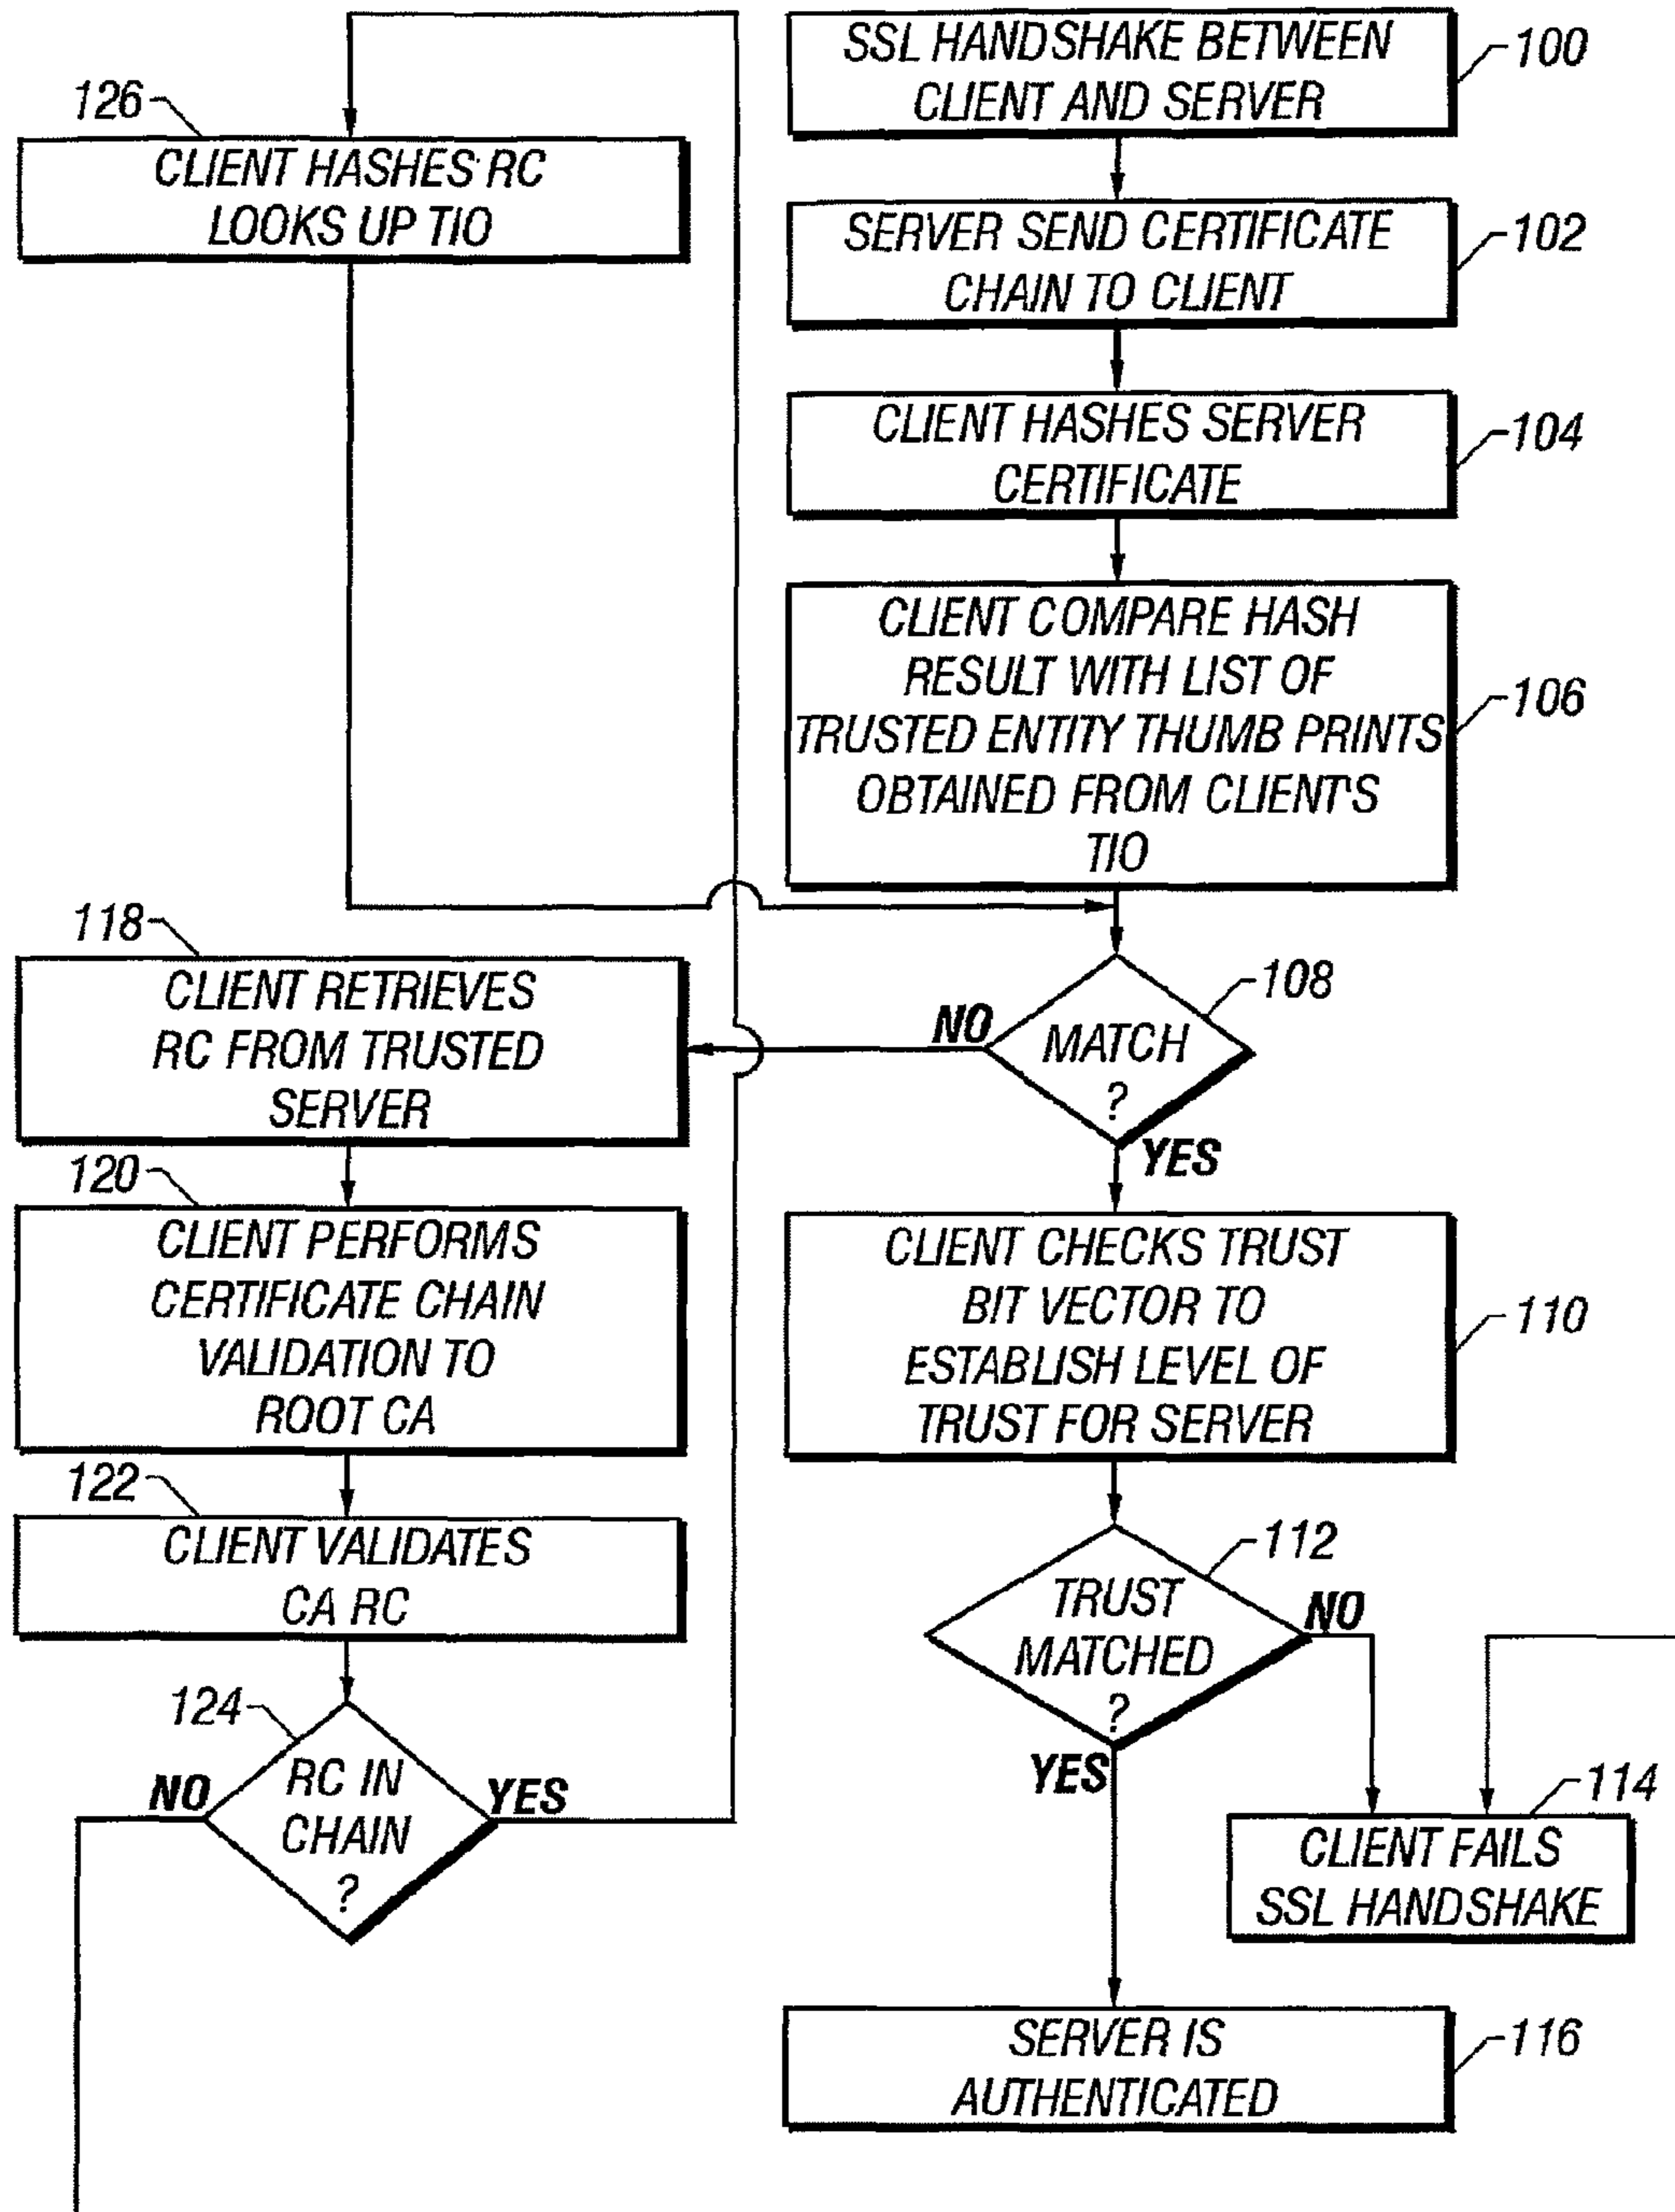 SSL HANDSHAKE BETWEEN
CLIENT AND SERVER
100
SERVER SEND CERTIFICATE
CHAIN TO CLIENT
102
CLIENT HASHES SERVER
CERTIFICATE
104
CLIENT COMPARE HASH
RESULT WITH LIST OF
TRUSTED ENTITY THUMB PRINTS
OBTAINED FROM CLIENT'S
TIO
106
MATCH
?
108
NO
YES
CLIENT CHECKS TRUST
BIT VECTOR TO
ESTABLISH LEVEL OF
TRUST FOR SERVER
110
TRUST
MATCHED
?
112
NO
YES
CLIENT FAILS
SSL HANDSHAKE
114
SERVER IS
AUTHENTICATED
116
118
CLIENT RETRIEVES
RC FROM TRUSTED
SERVER
120
CLIENT PERFORMS
CERTIFICATE CHAIN
VALIDATION TO
ROOT CA
122
CLIENT VALIDATES
CA RC
124
RC IN
CHAIN
?
NO
YES
126
CLIENT HASHES RC
LOOKS UP TIO